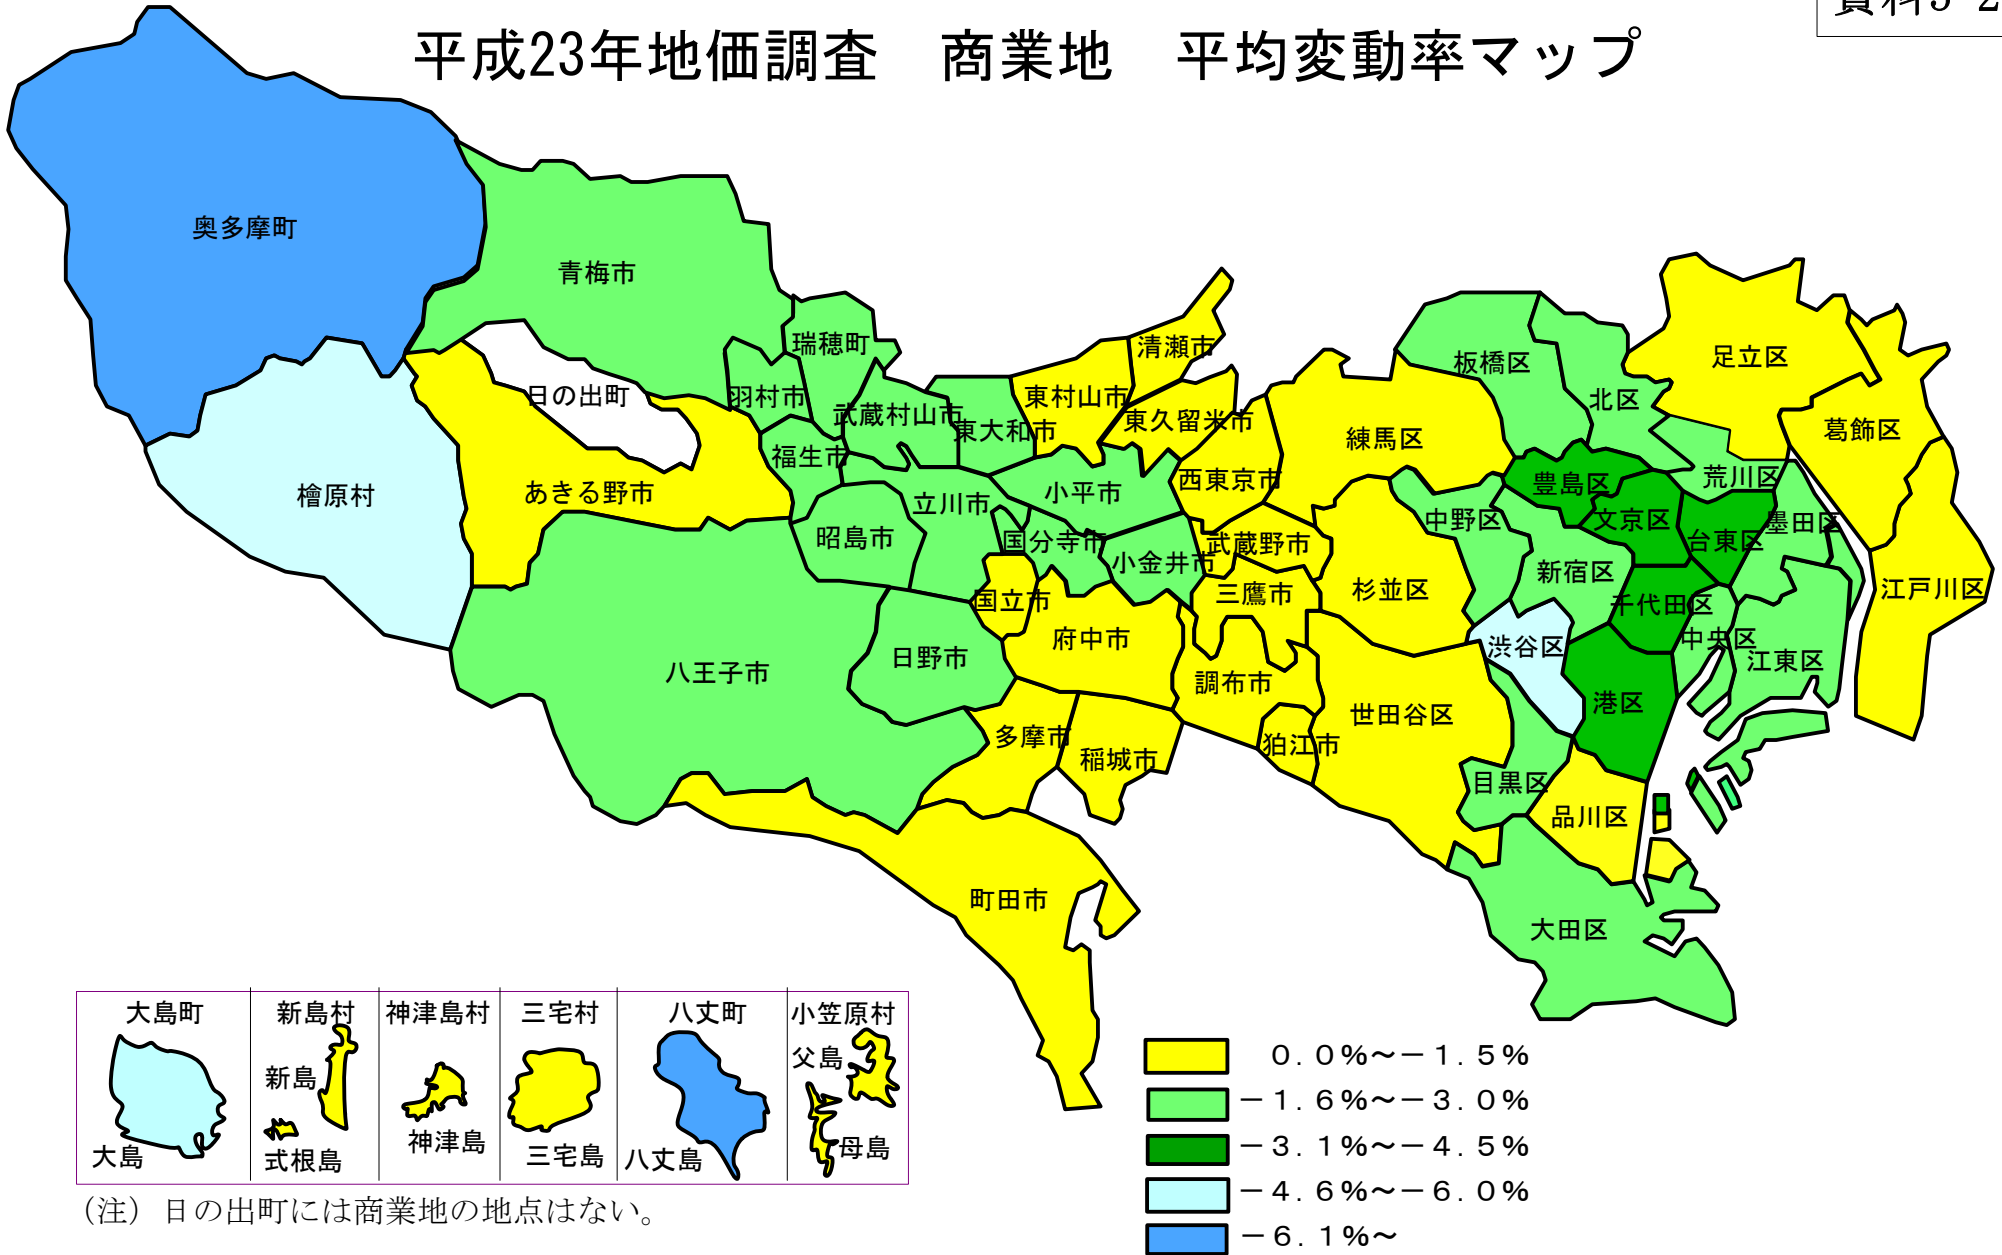 資料3-2
平成23年地価調査　商業地　平均変動率マップ
奥多摩町
青梅市
瑞穂町
清瀬市
足立区
板橋区
羽村市
日の出町
東村山市
北区
武蔵村山市
東大和市
東久留米市
練馬区
葛飾区
福生市
西東京市
豊島区
荒川区
檜原村
あきる野市
立川市
小平市
中野区
文京区
墨田区
昭島市
国分寺市
武蔵野市
台東区
小金井市
新宿区
杉並区
江戸川区
国立市
三鷹市
千代田区
府中市
渋谷区
中央区
日野市
江東区
八王子市
調布市
世田谷区
港区
多摩市
狛江市
稲城市
目黒区
品川区
町田市
大田区
大島町
新島村
神津島村
三宅村
八丈町
小笠原村
父島
新島
神津島
母島
大島
式根島
三宅島
八丈島
(注) 日の出町には商業地の地点はない。
０.０％～－１.５％
－１.６％～－３.０％
－３.１％～－４.５％
－４.６％～－６.０％
－６.１％～